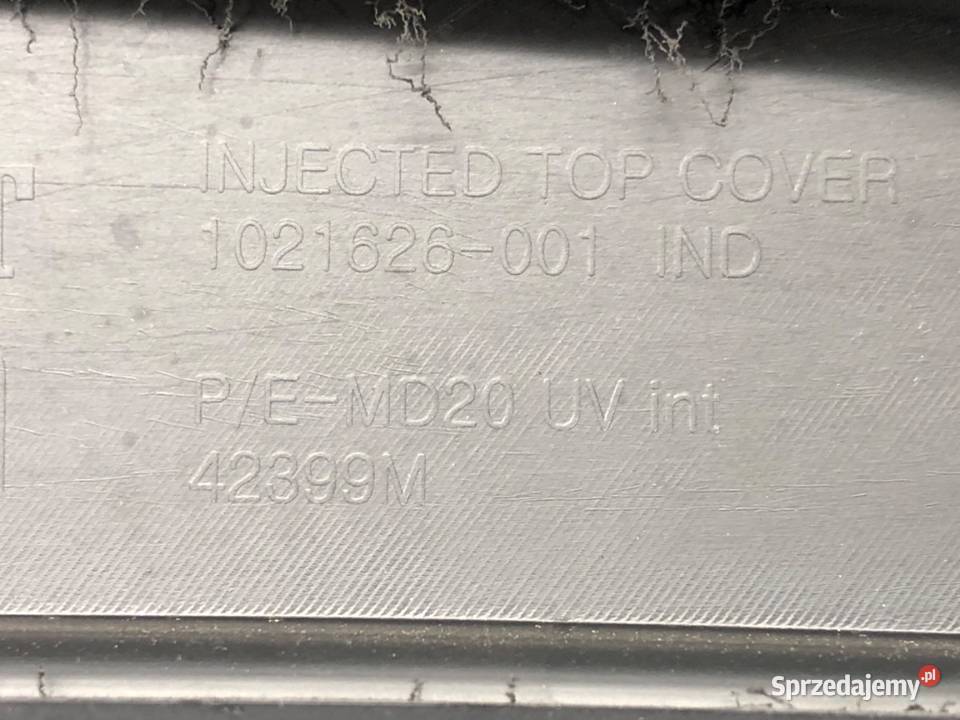 INJECTED TOP COVER
1021626-001 IND
P/E-MD20 UV int
42399M
Sprzedajemy.pl